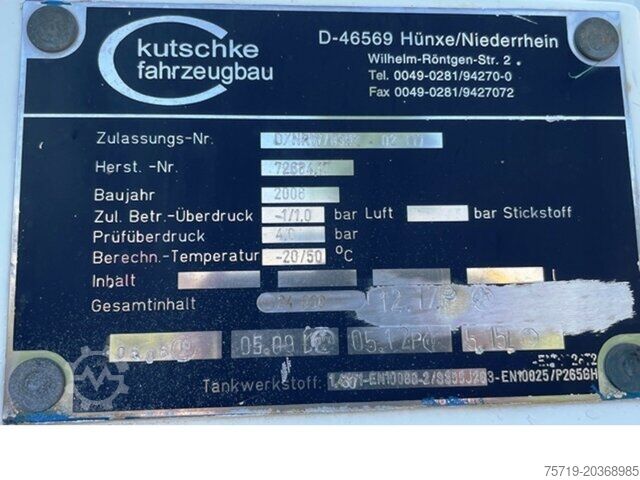 kutschke
fahrzeugbau
D-46569 Hünxe/Niederrhein
Wilhelm-Röntgen-Str. 2
Tel. 0049-0281/94270-0
Fax 0049-0281/9427072
Zulassungs-Nr.
Herst. -Nr.
Baujahr 2008
Zul. Betr.-Überdruck -1/1.0 bar Luft bar Stickstoff
Prüfüberdruck 4,0 bar
Berechn.-Temperatur -20/50 °C
Inhalt
Gesamtinhalt
05.09 05.12
Tankwerkstoff:
75719-20368985